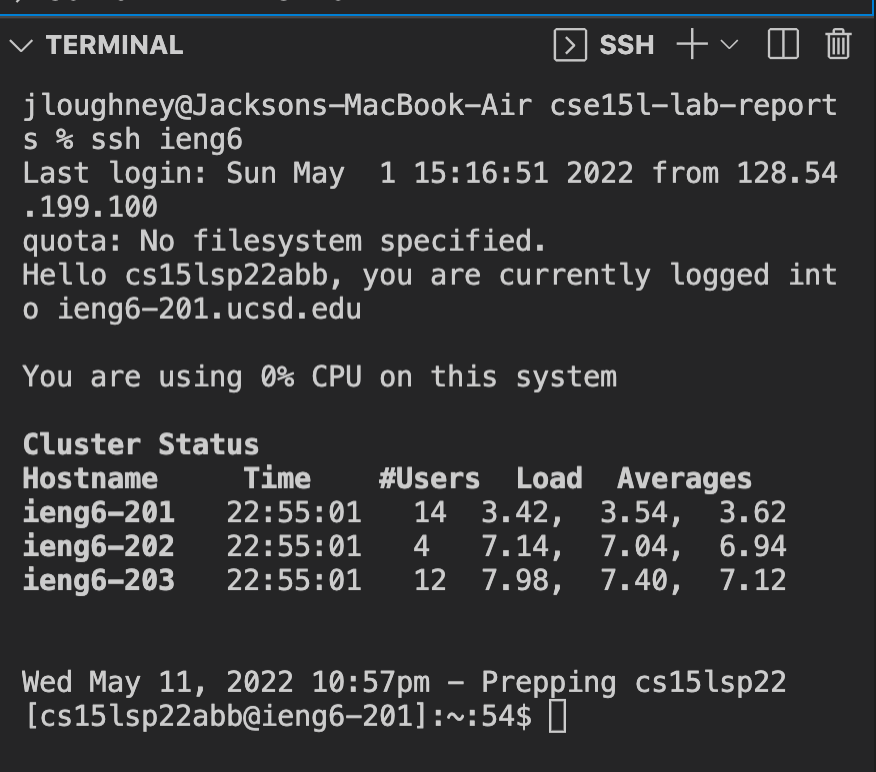 TERMINAL SSH
jloughney@Jacksons-MacBook-Air cse15l-lab-report
s % ssh ieng6
Last login: Sun May  1 15:16:51 2022 from 128.54
.199.100
quota: No filesystem specified.
Hello cs15lsp22abb, you are currently logged int
o ieng6-201.ucsd.edu
You are using 0% CPU on this system
Cluster Status
Hostname     Time    #Users  Load  Averages
ieng6-201   22:55:01   14  3.42,  3.54,  3.62
ieng6-202   22:55:01   4   7.14,  7.04,  6.94
ieng6-203   22:55:01   12  7.98,  7.40,  7.12
Wed May 11, 2022 10:57pm - Prepping cs15lsp22
[cs15lsp22abb@ieng6-201]:~:54$